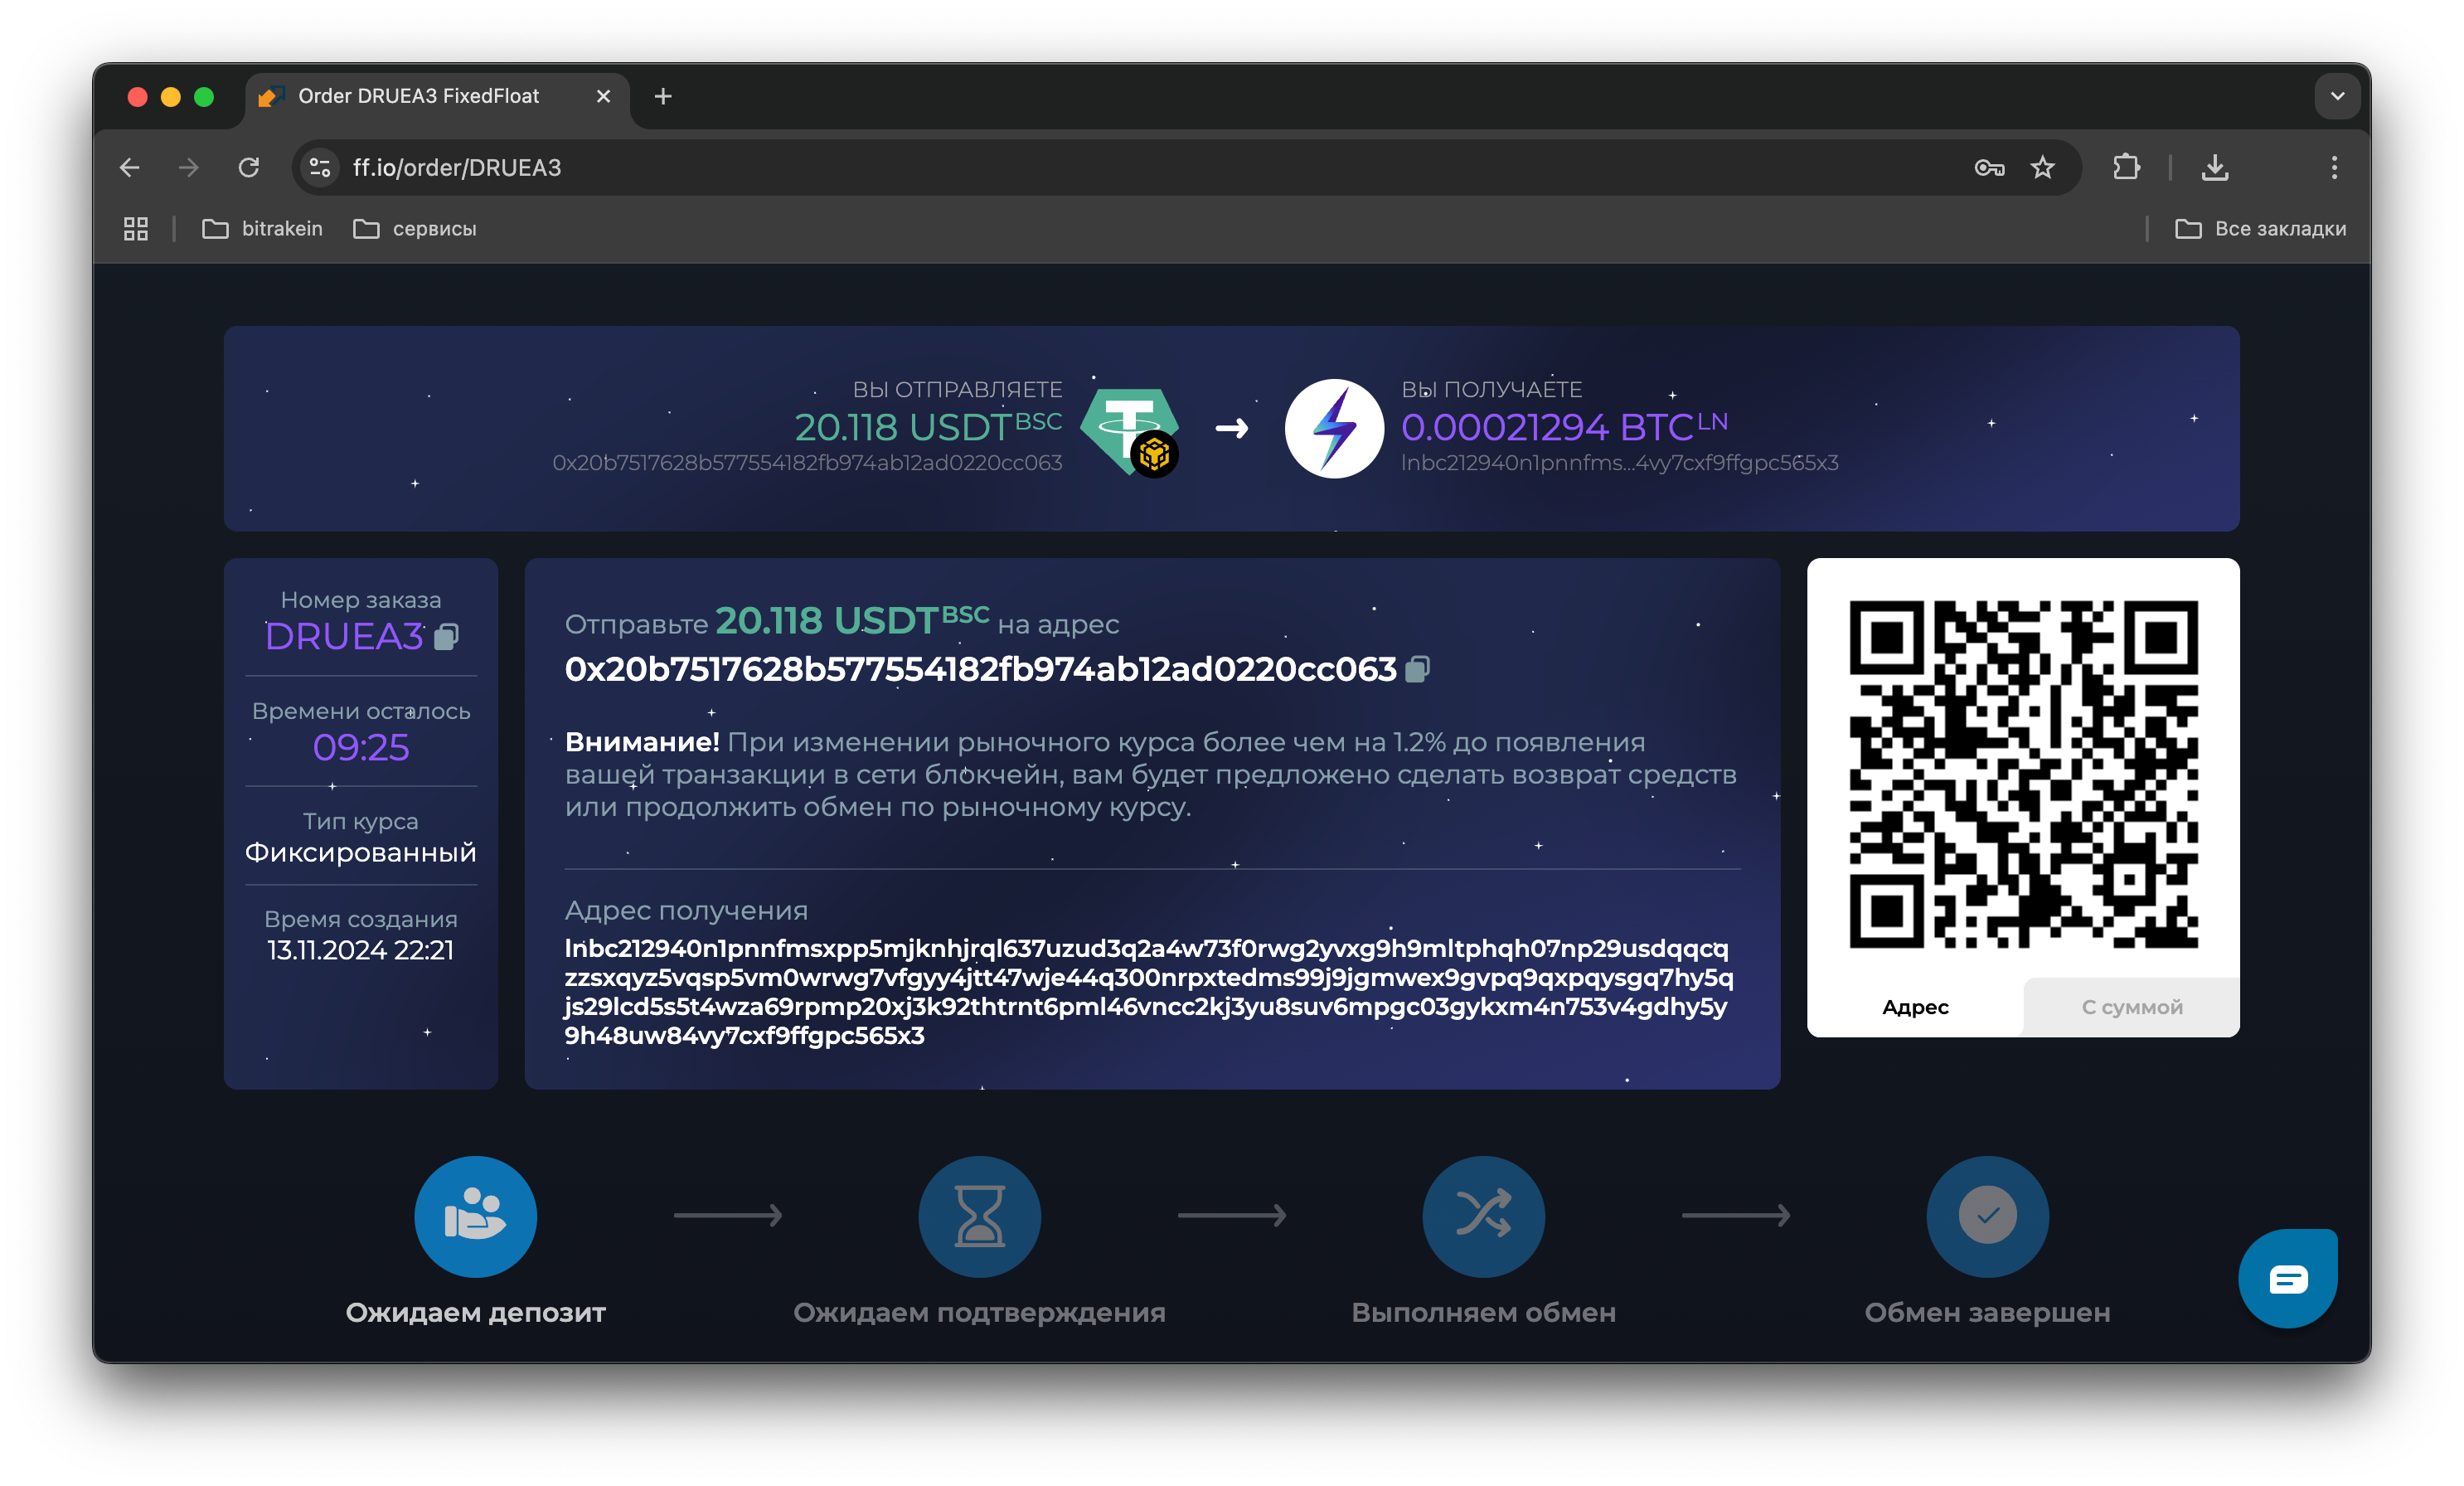 Order DRUEA3 FixedFloat
ff.io/order/DRUEA3
bitrakein
сервисы
Все закладки
ВЫ ОТПРАВЛЯЕТЕ
20.118 USDT BSC
0x20b7517628b577554182fb974ab12ad0220cc063
ВЫ ПОЛУЧАЕТЕ
0.00021294 BTC LN
lnbc212940n1pnnfms...4vy7cxf9ffgpc565x3
Номер заказа
DRUEA3
Времени осталось
09:25
Тип курса
Фиксированный
Время создания
13.11.2024 22:21
Отправьте 20.118 USDT BSC на адрес
0x20b7517628b577554182fb974ab12ad0220cc063
Внимание! При изменении рыночного курса более чем на 1.2% до появления
вашей транзакции в сети блокчейн, вам будет предложено сделать возврат средств
или продолжить обмен по рыночному курсу.
Адрес получения
lnbc212940n1pnnfmsxpp5mjknhjrql637uzud3q2a4w73f0rwg2yvxg9h9mltphqh07np29usdqqcq
zzsxqyz5vqsp5vm0wrwg7vfgyy4jtt47wje44q300nrpxtedms99j9jgmwex9gvpq9qxpqysgq7hy5q
js29lcd5s5t4wza69rpmp20xj3k92thtrnt6pml46vncc2kj3yu8suv6mpgc03gykxm4n753v4gdhy5y
9h48uw84vy7cxf9ffgpc565x3
Адрес
С суммой
Ожидаем депозит
Ожидаем подтверждения
Выполняем обмен
Обмен завершен